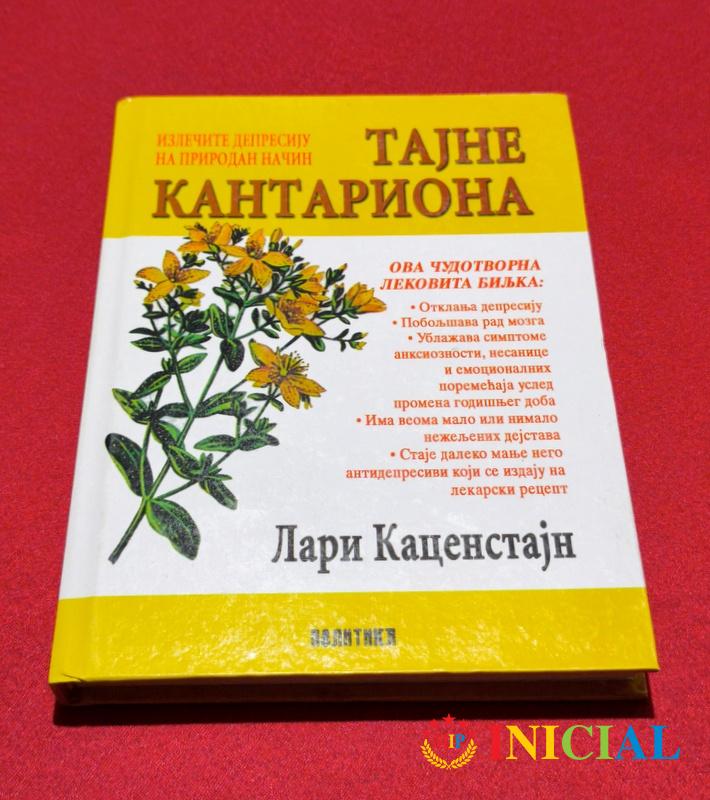 ИЗЛЕЧИТЕ ДЕПРЕСИЈУ
НА ПРИРОДАН НАЧИН
ТАЈНЕ
КАНТАРИОНА
ОВА ЧУДОТВОРНА
ЛЕКОВИТА БИЉКА:
• Отклања депресију
• Побољшава рад мозга
• Ублажава симптоме
анксиозности, несанице
и емоционалних
поремећаја услед
промена годишњег доба
• Има веома мало или нимало
нежељених дејстава
• Стаје далеко мање него
антидепресиви који се издају на
лекарски рецепт
Лари Каценстајн
ПОЛИТИКА
IP INICIAL